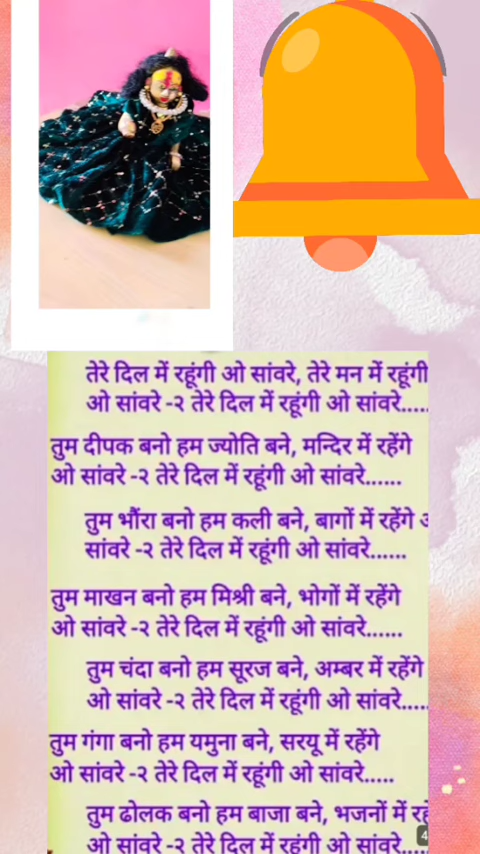 तेरे दिल में रहूंगी ओ सांवरे, तेरे मन में रहूंगी
ओ सांवरे -२ तेरे दिल में रहूंगी ओ सांवरे.....
तुम दीपक बनो हम ज्योति बने, मन्दिर में रहेंगे
ओ सांवरे -२ तेरे दिल में रहूंगी ओ सांवरे......
तुम भौंरा बनो हम कली बने, बागों में रहेंगे
सांवरे -२ तेरे दिल में रहूंगी ओ सांवरे......
तुम माखन बनो हम मिश्री बने, भोगों में रहेंगे
ओ सांवरे -२ तेरे दिल में रहूंगी ओ सांवरे......
तुम चंदा बनो हम सूरज बने, अम्बर में रहेंगे
ओ सांवरे -२ तेरे दिल में रहूंगी ओ सांवरे.....
तुम गंगा बनो हम यमुना बने, सरयू में रहेंगे
ओ सांवरे -२ तेरे दिल में रहूंगी ओ सांवरे.....
तुम ढोलक बनो हम बाजा बने, भजनों में
ओ सांवरे -२ तेरे दिल में रहूंगी ओ सांवरे...
4